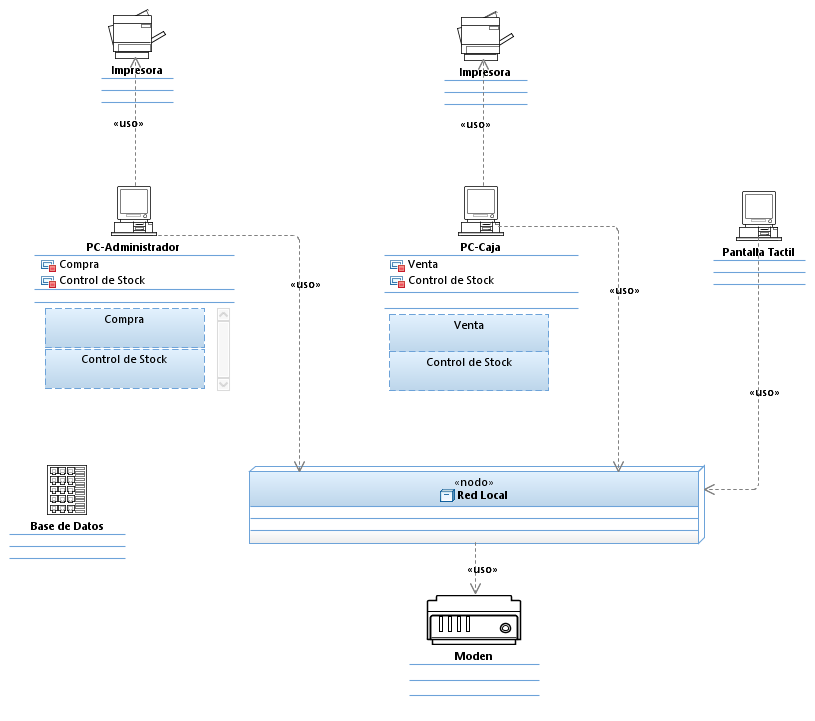 Impresora
Impresora
«uso»
«uso»
PC-Administrador
Compra
Control de Stock
Compra
Control de Stock
PC-Caja
Venta
Control de Stock
Venta
Control de Stock
Pantalla Tactil
«uso»
«uso»
«uso»
«nodo»
Red Local
Base de Datos
«uso»
Moden